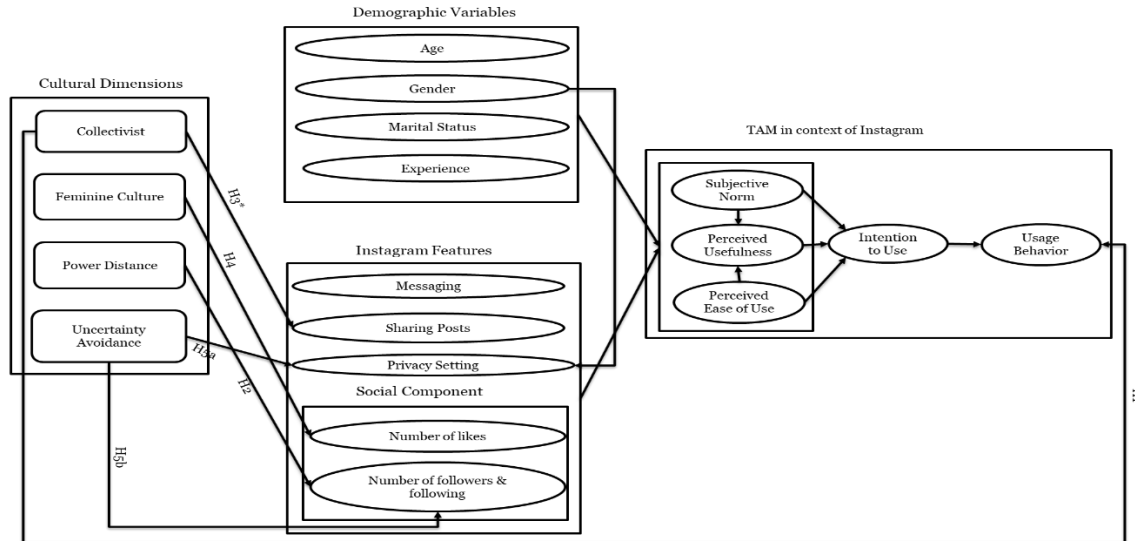 Demographic Variables
Age
Gender
Marital Status
Experience
Cultural Dimensions
Collectivist
Feminine Culture
Power Distance
Uncertainty
Avoidance
H3*
H4
H5a
H2
H5b
Instagram Features
Messaging
Sharing Posts
Privacy Setting
Social Component
Number of likes
Number of followers &
following
TAM in context of Instagram
Subjective
Norm
Perceived
Usefulness
Perceived
Ease of Use
Intention
to Use
Usage
Behavior
...